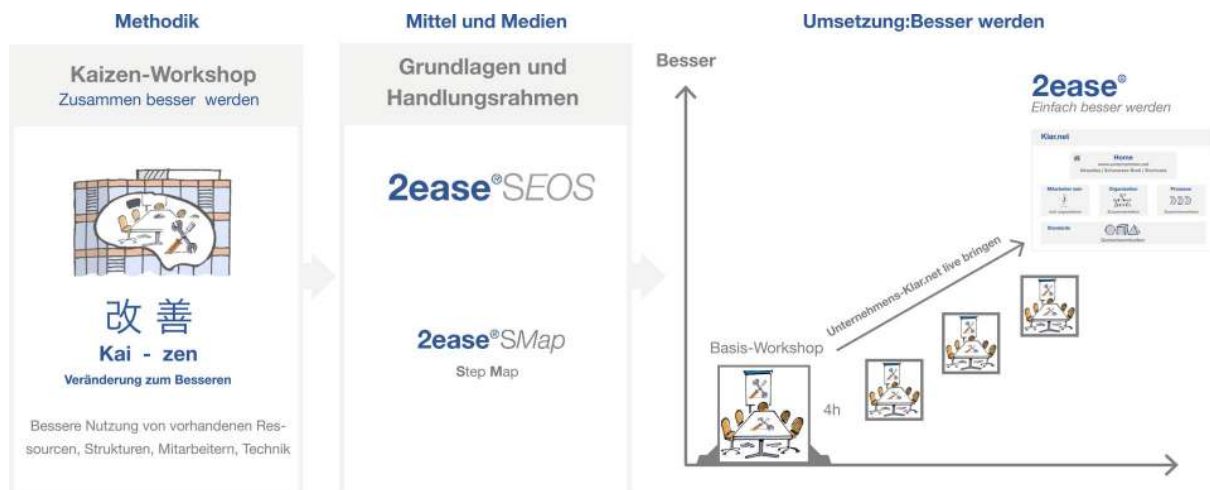 Methodik
Kaizen-Workshop
Zusammen besser werden
改 善
Kai - zen
Veränderung zum Besseren
Bessere Nutzung von vorhandenen Res-
sourcen, Strukturen, Mitarbeitern, Technik
Mittel und Medien
Grundlagen und
Handlungsrahmen
2ease®SEOS
2ease®SMap
Step Map
Umsetzung:Besser werden
Besser
2ease®
Einfach besser werden
Klar.net
Home
Organisation
Prozesse
Standards
Unternehmens-Klar.net live bringen
Basis-Workshop
4h